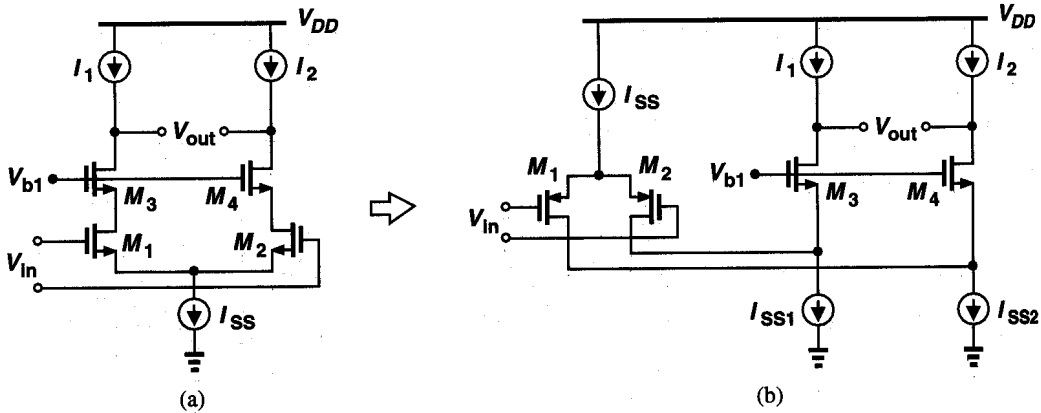 V_DD
I_1
I_2
V_out
V_b1
M_3
M_4
V_in
M_1
M_2
I_SS
(a)
V_DD
I_SS
I_1
I_2
V_out
M_1
M_2
V_b1
M_3
M_4
V_in
I_SS1
I_SS2
(b)